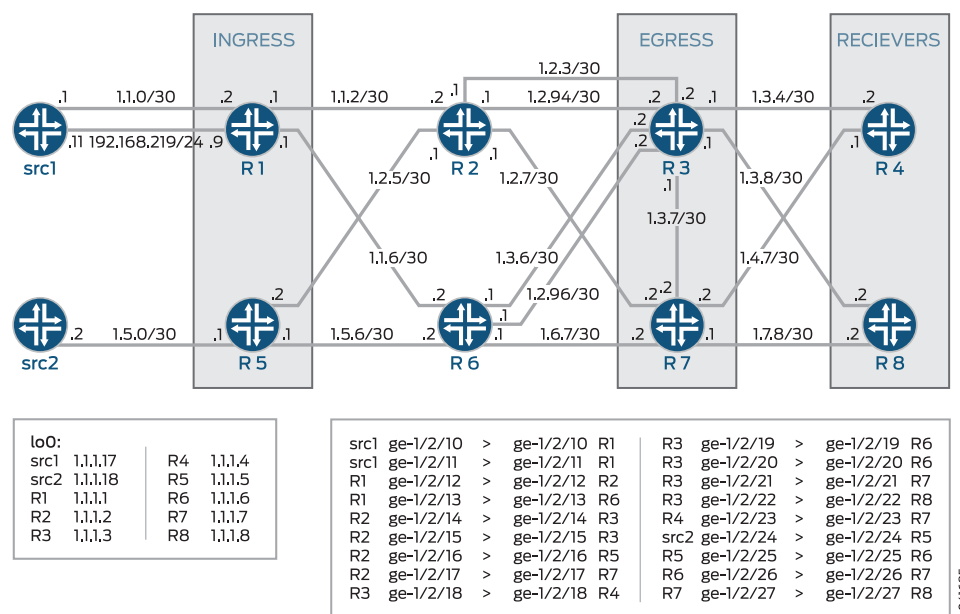 INGRESS
EGRESS
RECIEVERS
1.2.3/30
.1
.2
.1 1.1.0/30 .2 .1 1.1.2/30 .2 .1 1.2.94/30 .2 .1 1.3.4/30 .2
.11 192.168.219/24 .9 .1
.2
.2
.1 .1
.1
.1
.1
src1
R 1
R 2
R 3
R 4
1.2.5/30
1.2.7/30
1.3.8/30
1.3.7/30
1.1.6/30
1.3.6/30
1.4.7/30
1.2.96/30
.2
.2 .1
.1
.2 .2
.2
.2
.2 1.5.0/30 .1 .1 1.5.6/30 .2 .1 1.6.7/30 .2 .1 1.7.8/30 .2
src2
R 5
R 6
R 7
R 8
lo0:
src1 1.1.1.17
src2 1.1.1.18
R1 1.1.1.1
R2 1.1.1.2
R3 1.1.1.3
R4 1.1.1.4
R5 1.1.1.5
R6 1.1.1.6
R7 1.1.1.7
R8 1.1.1.8
src1 ge-1/2/10 > ge-1/2/10 R1
src1 ge-1/2/11 > ge-1/2/11 R1
R1 ge-1/2/12 > ge-1/2/12 R2
R1 ge-1/2/13 > ge-1/2/13 R6
R2 ge-1/2/14 > ge-1/2/14 R3
R2 ge-1/2/15 > ge-1/2/15 R3
R2 ge-1/2/16 > ge-1/2/16 R5
R2 ge-1/2/17 > ge-1/2/17 R7
R3 ge-1/2/18 > ge-1/2/18 R4
R3 ge-1/2/19 > ge-1/2/19 R6
R3 ge-1/2/20 > ge-1/2/20 R6
R3 ge-1/2/21 > ge-1/2/21 R7
R3 ge-1/2/22 > ge-1/2/22 R8
R4 ge-1/2/23 > ge-1/2/23 R7
src2 ge-1/2/24 > ge-1/2/24 R5
R5 ge-1/2/25 > ge-1/2/25 R6
R6 ge-1/2/26 > ge-1/2/26 R7
R7 ge-1/2/27 > ge-1/2/27 R8